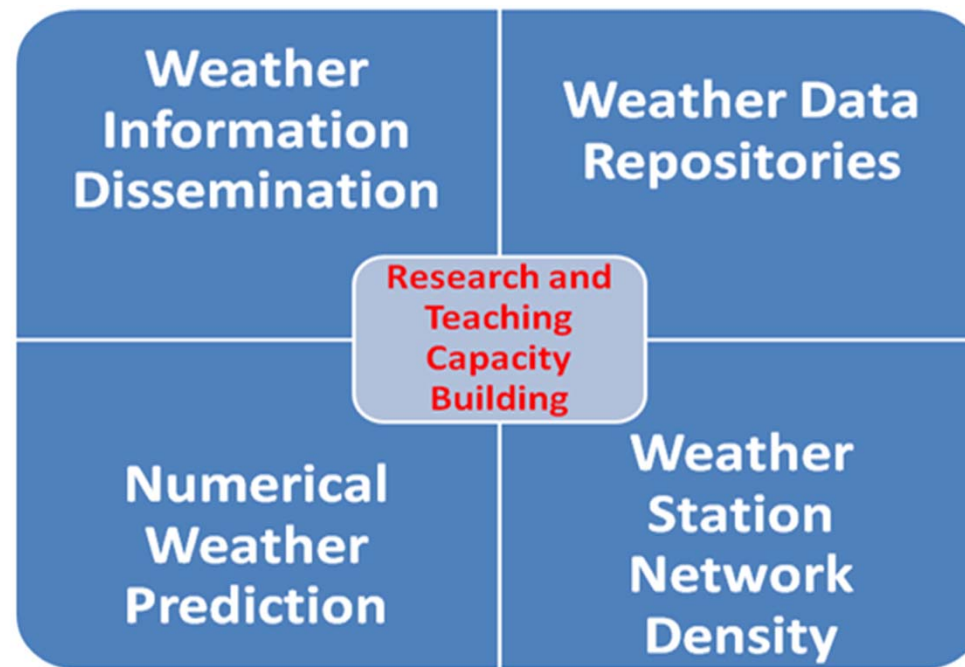 Weather
Information
Dissemination
Weather Data
Repositories
Research and
Teaching
Capacity
Building
Numerical
Weather
Prediction
Weather
Station
Network
Density